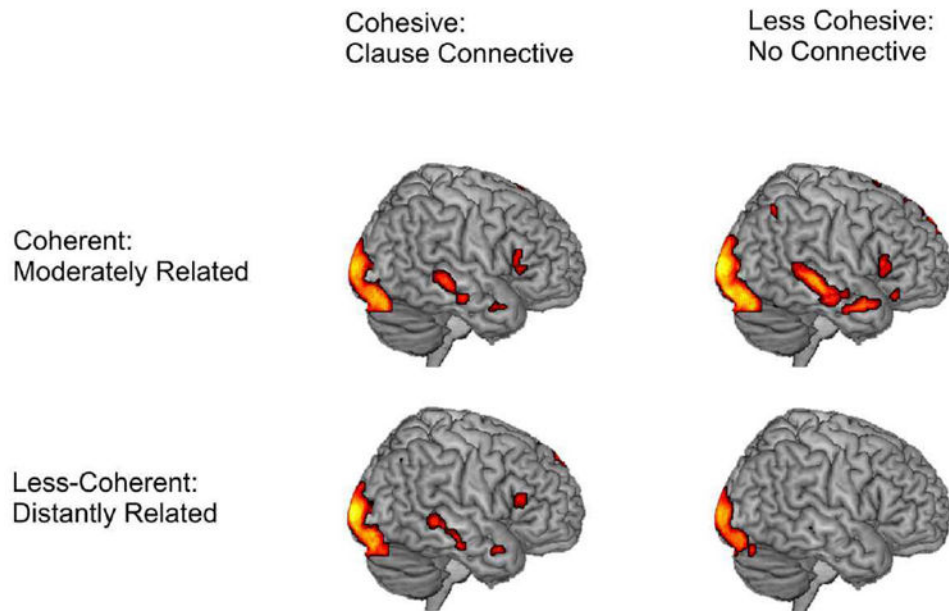 Cohesive:
Clause Connective
Less Cohesive:
No Connective
Coherent:
Moderately Related
Less-Coherent:
Distantly Related